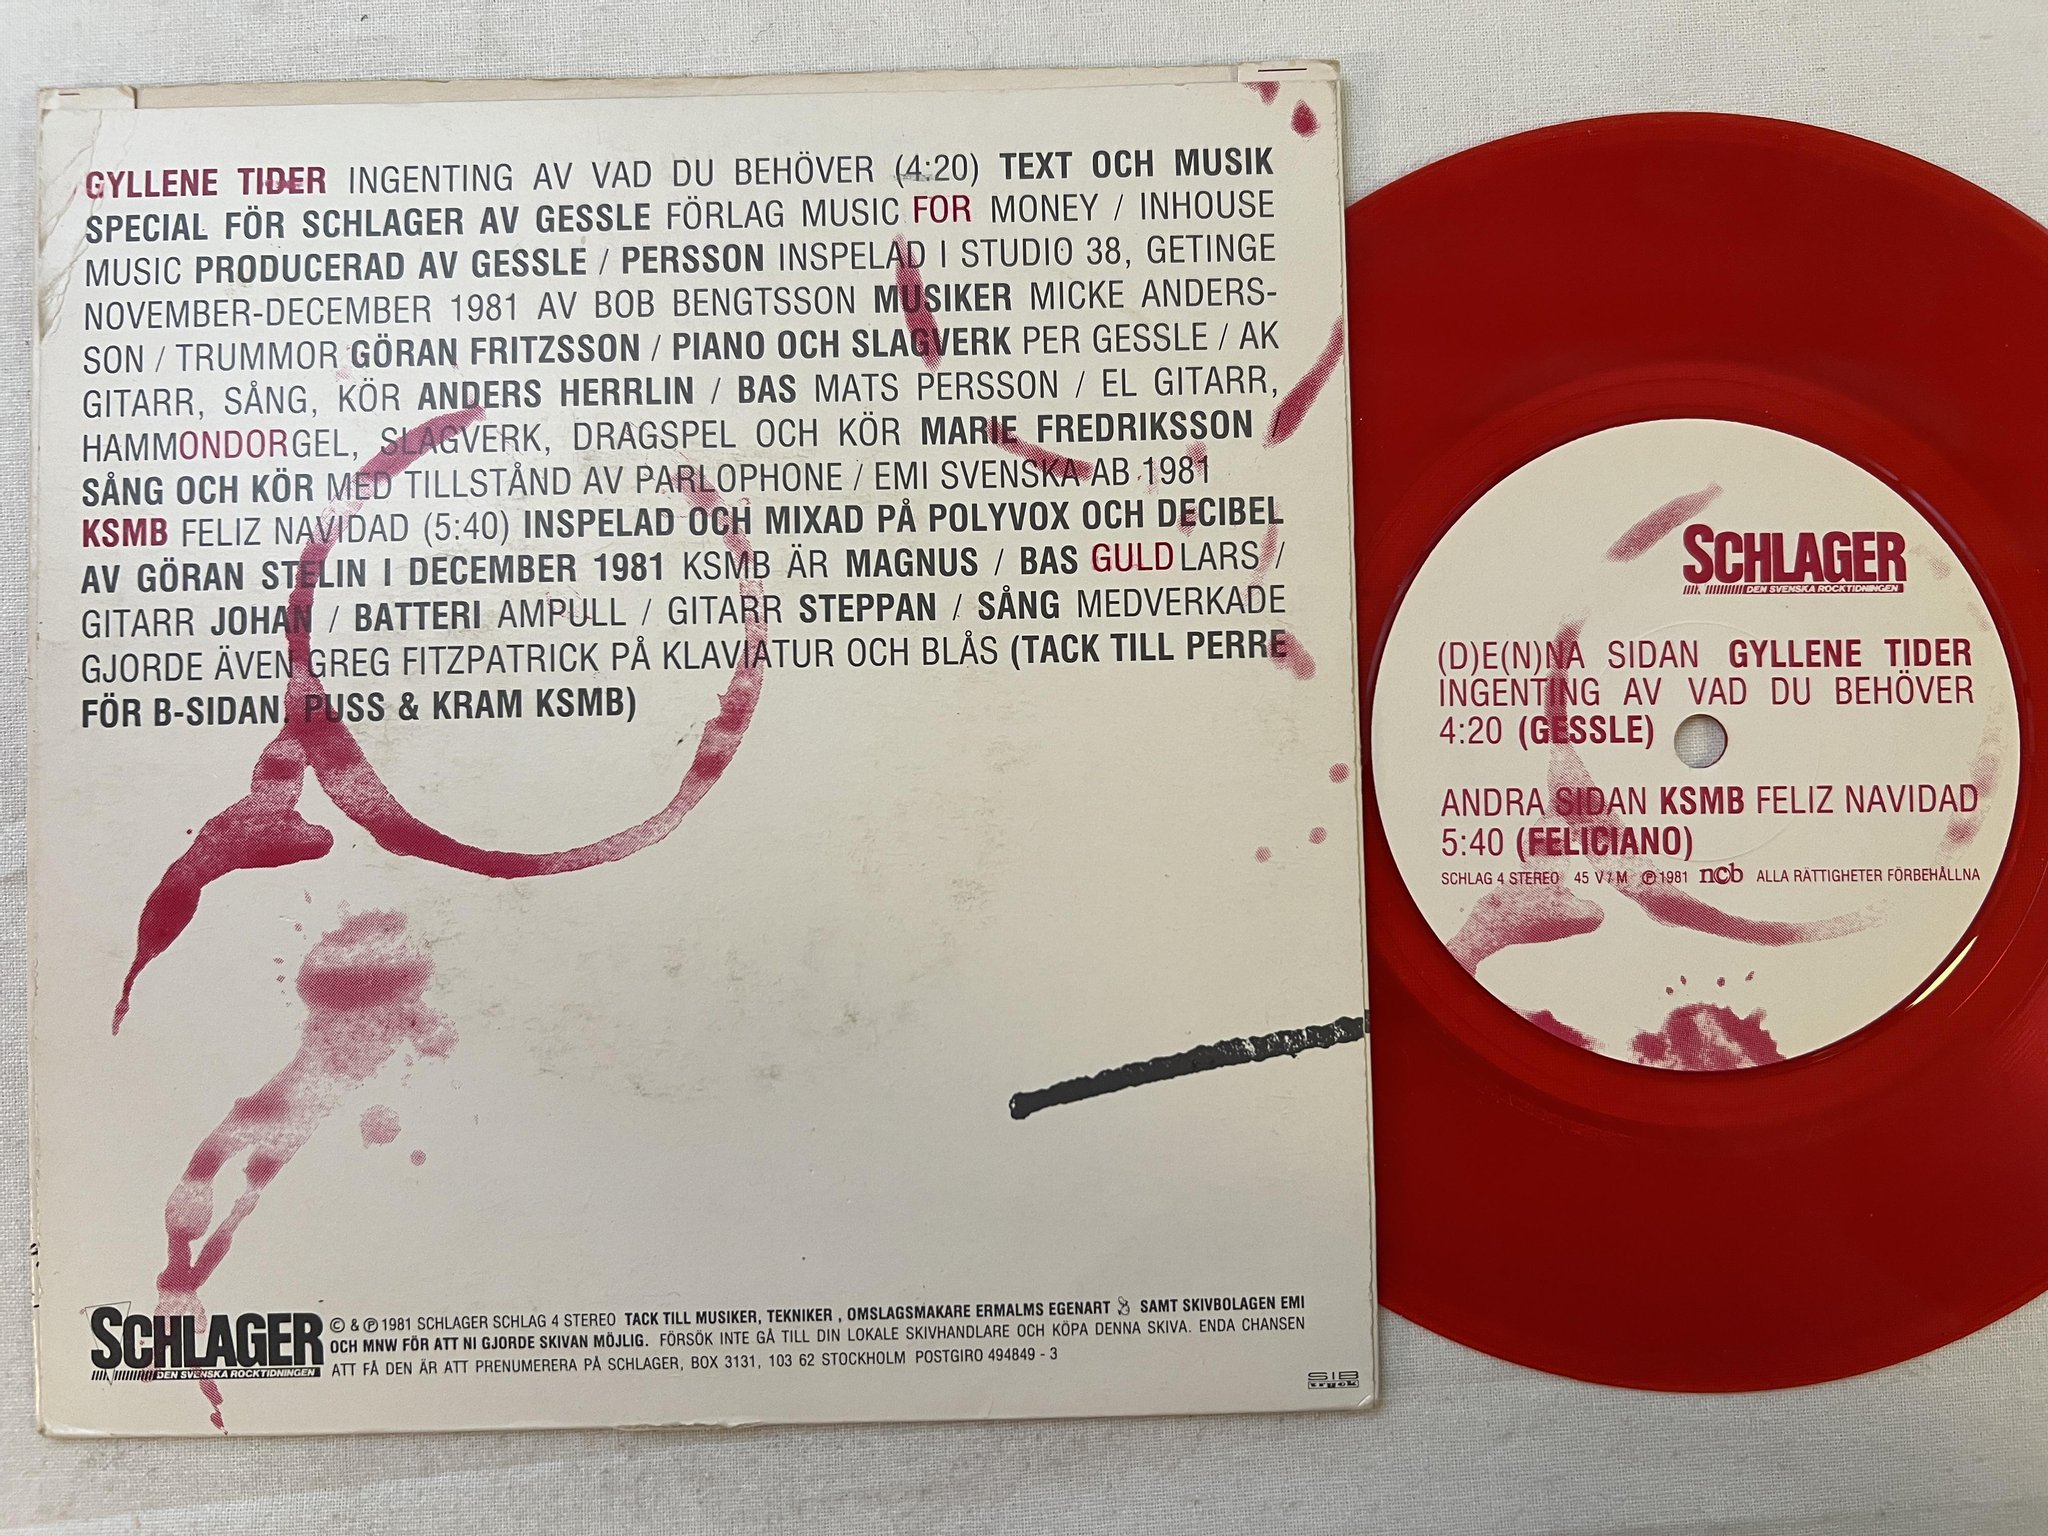 GYLLENE TIDER INGENTING AV VAD DU BEHÖVER (4:20) TEXT OCH MUSIK
SPECIAL FÖR SCHLAGER AV GESSLE FÖRLAG MUSIC FOR MONEY / INHOUSE
MUSIC PRODUCERAD AV GESSLE / PERSSON INSPELAD I STUDIO 38, GETINGE
NOVEMBER-DECEMBER 1981 AV BOB BENGTSSON MUSIKER MICKE ANDERS-
SON / TRUMMOR GÖRAN FRITZSSON / PIANO OCH SLAGVERK PER GESSLE / AK
GITARR, SÅNG, KÖR ANDERS HERRLIN / BAS MATS PERSSON / EL GITARR,
HAMMONDORGEL, SLAGVERK, DRAGSPEL OCH KÖR MARIE FREDRIKSSON /
SÅNG OCH KÖR MED TILLSTÅND AV PARLOPHONE / EMI SVENSKA AB 1981
KSMB FELIZ NAVIDAD (5:40) INSPELAD OCH MIXAD PÅ POLYVOX OCH DECIBEL
AV GÖRAN STELIN I DECEMBER 1981 KSMB ÄR MAGNUS / BAS GULDLARS /
GITARR JOHAN / BATTERI AMPULL / GITARR STEPPAN / SÅNG MEDVERKADE
GJORDE ÄVEN GREG FITZPATRICK PÅ KLAVIATUR OCH BLÅS (TACK TILL PERRE
FÖR B-SIDAN. PUSS & KRAM KSMB)
SCHLAGER
DEN SVENSKA ROCKTIDNINGEN
© & ℗ 1981 SCHLAGER SCHLAG 4 STEREO TACK TILL MUSIKER, TEKNIKER , OMSLAGSMAKARE ERMALMS EGENART SAMT SKIVBOLAGEN EMI
OCH MNW FÖR ATT NI GJORDE SKIVAN MÖJLIG. FÖRSÖK INTE GÅ TILL DIN LOKALE SKIVHANDLARE OCH KÖPA DENNA SKIVA. ENDA CHANSEN
ATT FÅ DEN ÄR ATT PRENUMERERA PÅ SCHLAGER, BOX 3131, 103 62 STOCKHOLM POSTGIRO 494849 - 3
SIB
SCHLAGER
DEN SVENSKA ROCKTIDNINGEN
(D)E(N)NA SIDAN GYLLENE TIDER
INGENTING AV VAD DU BEHÖVER
4:20 (GESSLE)
ANDRA SIDAN KSMB FELIZ NAVIDAD
5:40 (FELICIANO)
SCHLAG 4 STEREO 45 V/M ℗ 1981 ncb ALLA RÄTTIGHETER FÖRBEHÅLLNA